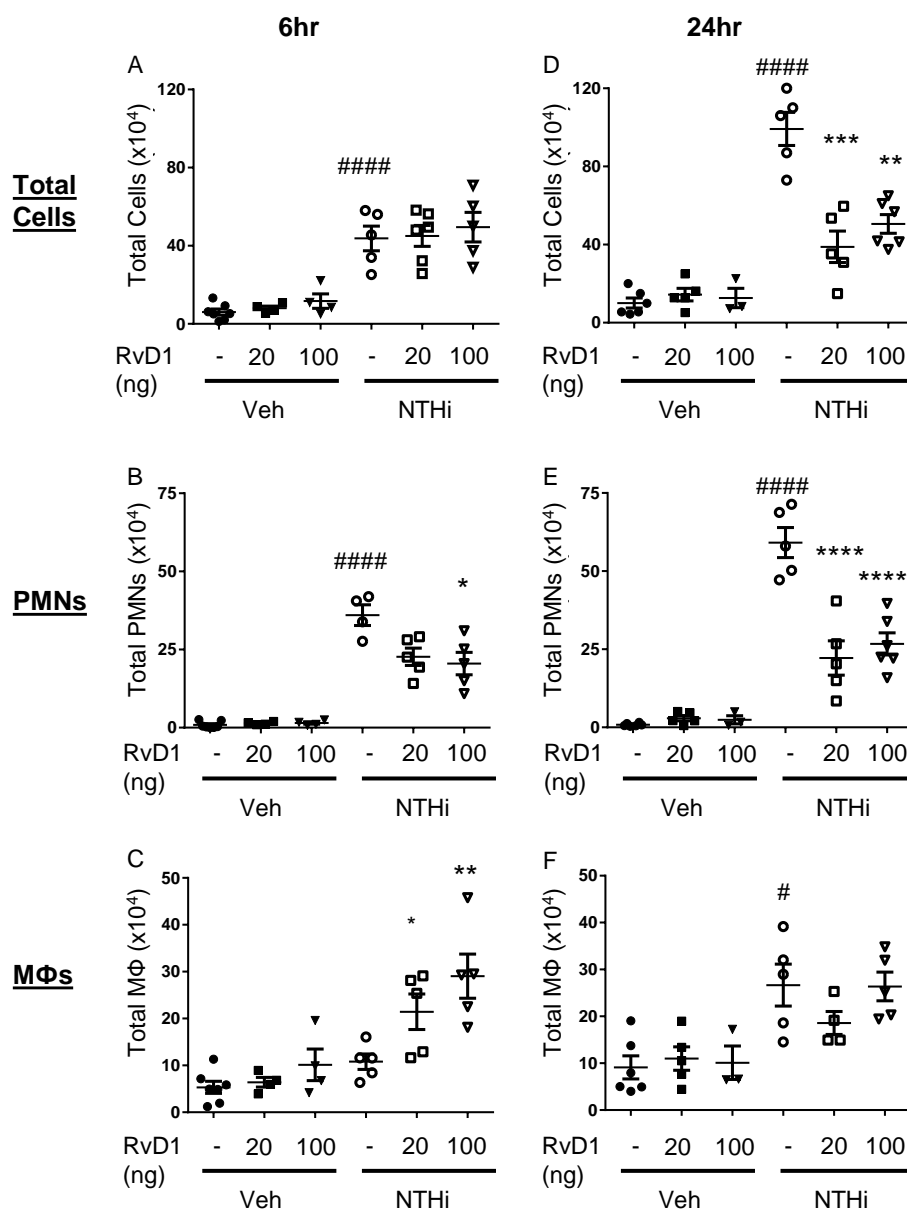 6hr
24hr
Total
Cells
A
Total Cells (x10⁴)
120
80
40
0
####
RvD1
(ng)
- 20 100 - 20 100
Veh
NTHi
D
Total Cells (x10⁴)
120
80
40
0
####
***
**
RvD1
(ng)
- 20 100 - 20 100
Veh
NTHi
PMNs
B
Total PMNs (x10⁴)
75
50
25
0
####
*
RvD1
(ng)
- 20 100 - 20 100
Veh
NTHi
E
Total PMNs (x10⁴)
75
50
25
0
####
****
****
RvD1
(ng)
- 20 100 - 20 100
Veh
NTHi
MΦs
C
Total MΦ (x10⁴)
50
40
30
20
10
0
*
**
RvD1
(ng)
- 20 100 - 20 100
Veh
NTHi
F
Total MΦ (x10⁴)
50
40
30
20
10
0
#
RvD1
(ng)
- 20 100 - 20 100
Veh
NTHi